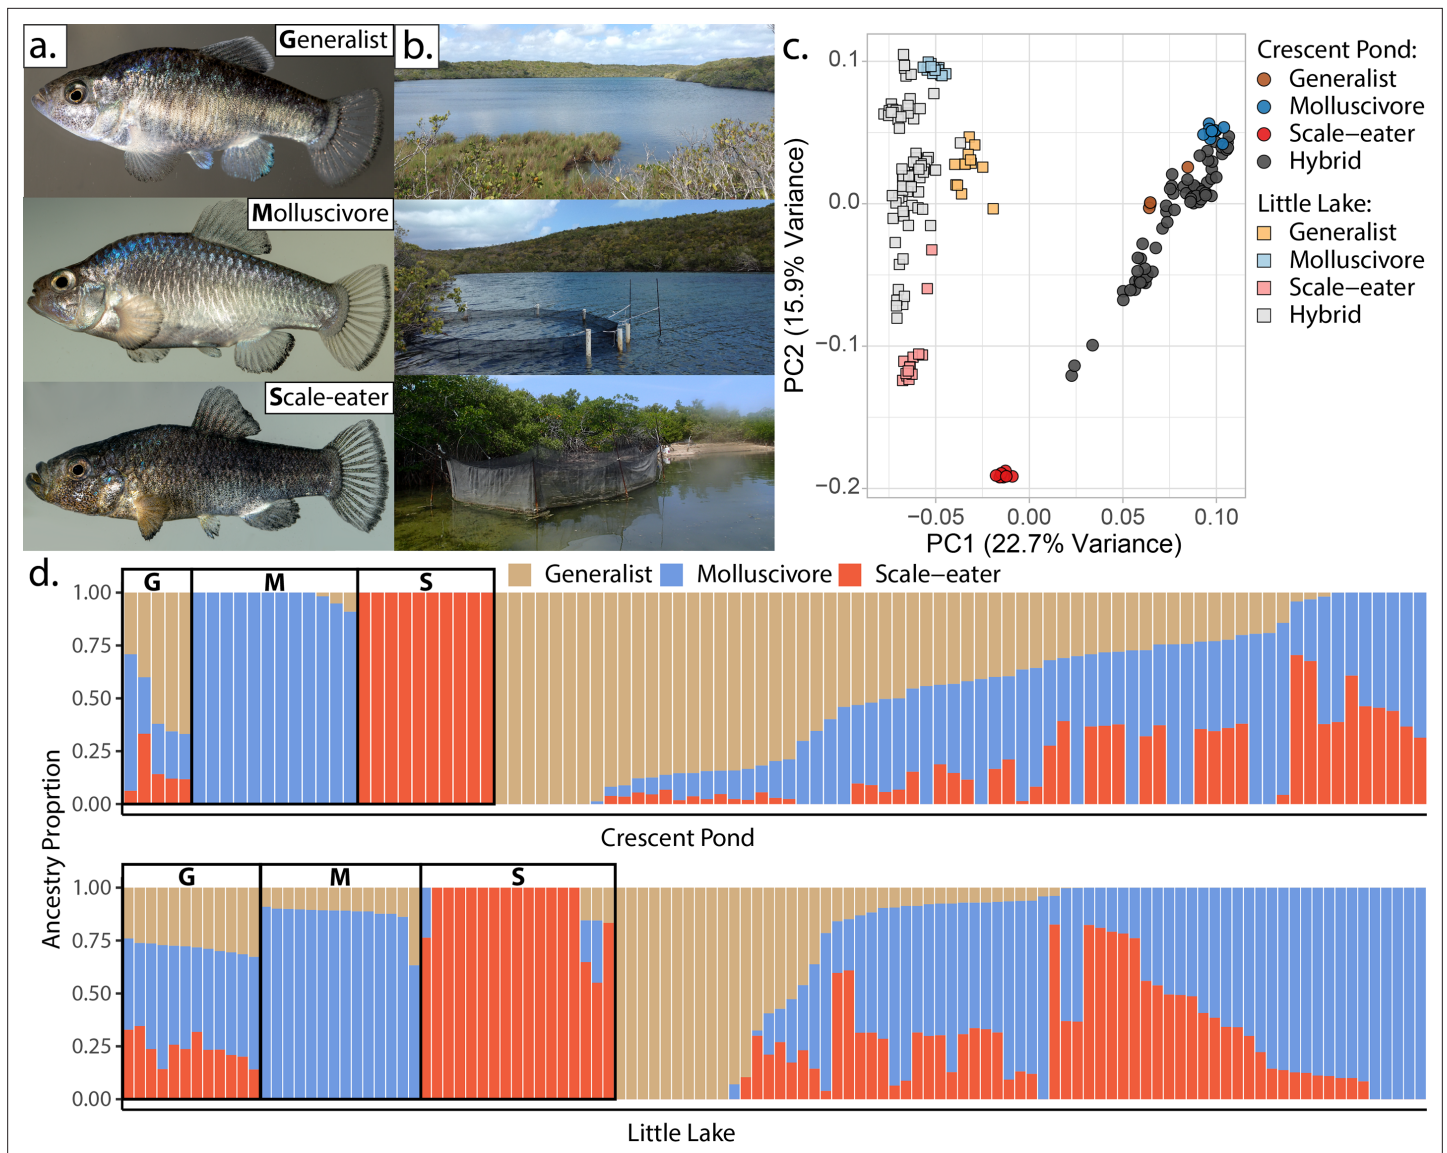 a.
Generalist
Molluscivore
Scale-eater
b.
c.
0.1
0.0
−0.1
−0.2
PC2 (15.9% Variance)
−0.05
0.00
0.05
0.10
PC1 (22.7% Variance)
Crescent Pond:
Generalist
Molluscivore
Scale−eater
Hybrid
Little Lake:
Generalist
Molluscivore
Scale−eater
Hybrid
d.
Generalist
Molluscivore
Scale−eater
G
M
S
1.00
0.75
0.50
0.25
0.00
Crescent Pond
Ancestry Proportion
G
M
S
1.00
0.75
0.50
0.25
0.00
Little Lake